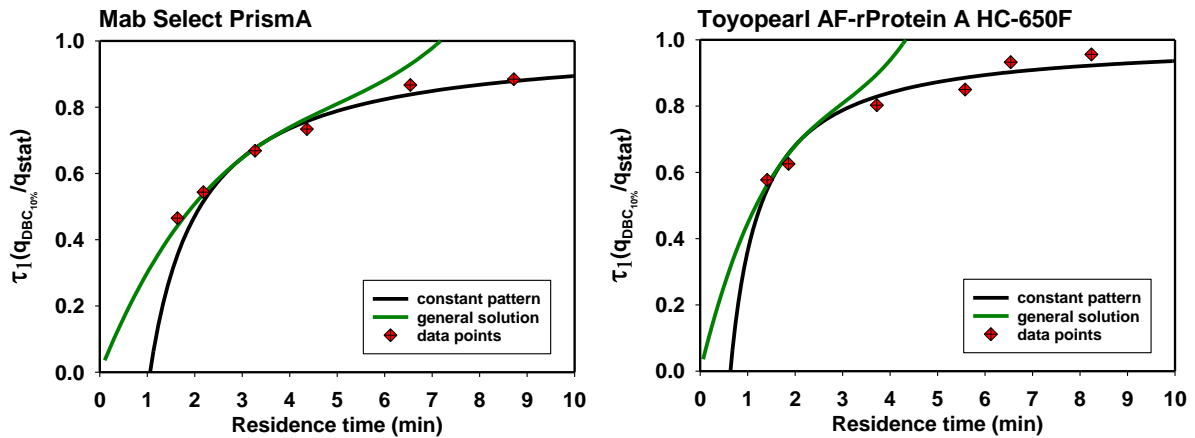 Mab Select PrismA
1.0
0.8
0.6
0.4
0.2
0.0
τ1(qDBC10%/qstat)
constant pattern
general solution
data points
0 1 2 3 4 5 6 7 8 9 10
Residence time (min)
Toyopearl AF-rProtein A HC-650F
1.0
0.8
0.6
0.4
0.2
0.0
τ1(qDBC10%/qstat)
constant pattern
general solution
data points
0 1 2 3 4 5 6 7 8 9 10
Residence time (min)